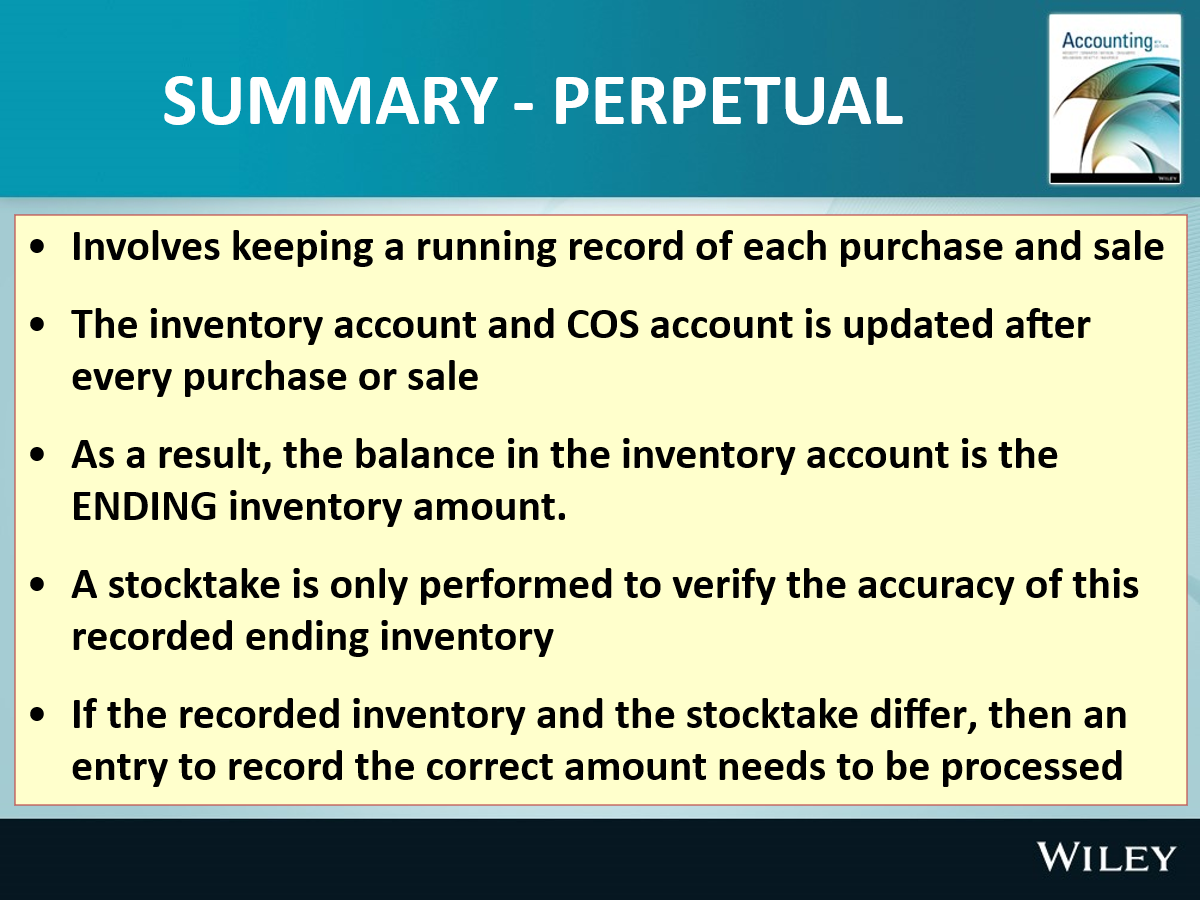 SUMMARY - PERPETUAL
Accounting
WILEY
• Involves keeping a running record of each purchase and sale
• The inventory account and COS account is updated after
every purchase or sale
• As a result, the balance in the inventory account is the
ENDING inventory amount.
• A stocktake is only performed to verify the accuracy of this
recorded ending inventory
• If the recorded inventory and the stocktake differ, then an
entry to record the correct amount needs to be processed
WILEY